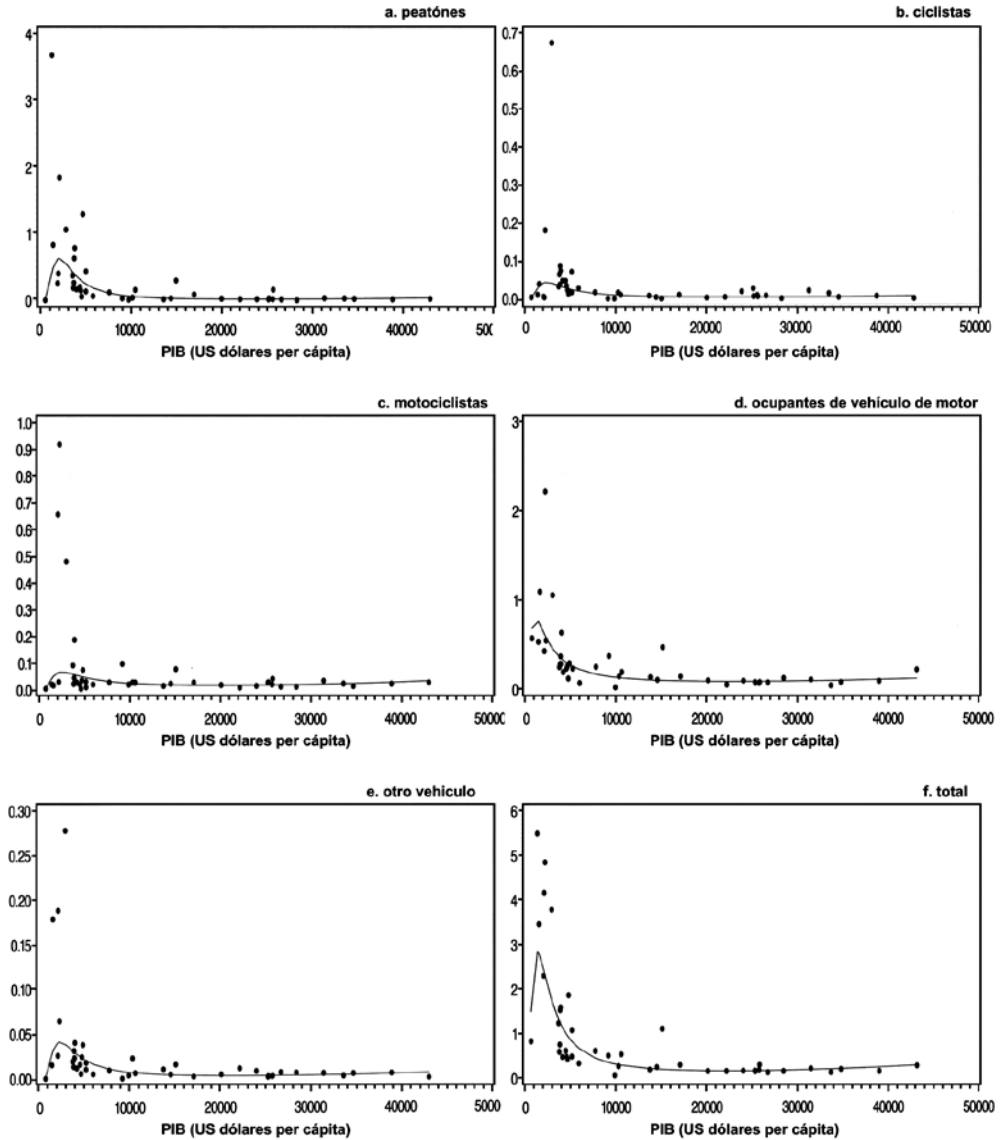 a. peatónes
4
3
2
1
0
0 10000 20000 30000 40000 500
PIB (US dólares per cápita)
b. ciclistas
0.7
0.6
0.5
0.4
0.3
0.2
0.1
0.0
0 10000 20000 30000 40000 50000
PIB (US dólares per cápita)
c. motociclistas
1.0
0.9
0.8
0.7
0.6
0.5
0.4
0.3
0.2
0.1
0.0
0 10000 20000 30000 40000 50000
PIB (US dólares per cápita)
d. ocupantes de vehículo de motor
3
2
1
0
0 10000 20000 30000 40000 50000
PIB (US dólares per cápita)
e. otro vehiculo
0.30
0.25
0.20
0.15
0.10
0.05
0.00
0 10000 20000 30000 40000 50000
PIB (US dólares per cápita)
f. total
6
5
4
3
2
1
0
0 10000 20000 30000 40000 50000
PIB (US dólares per cápita)